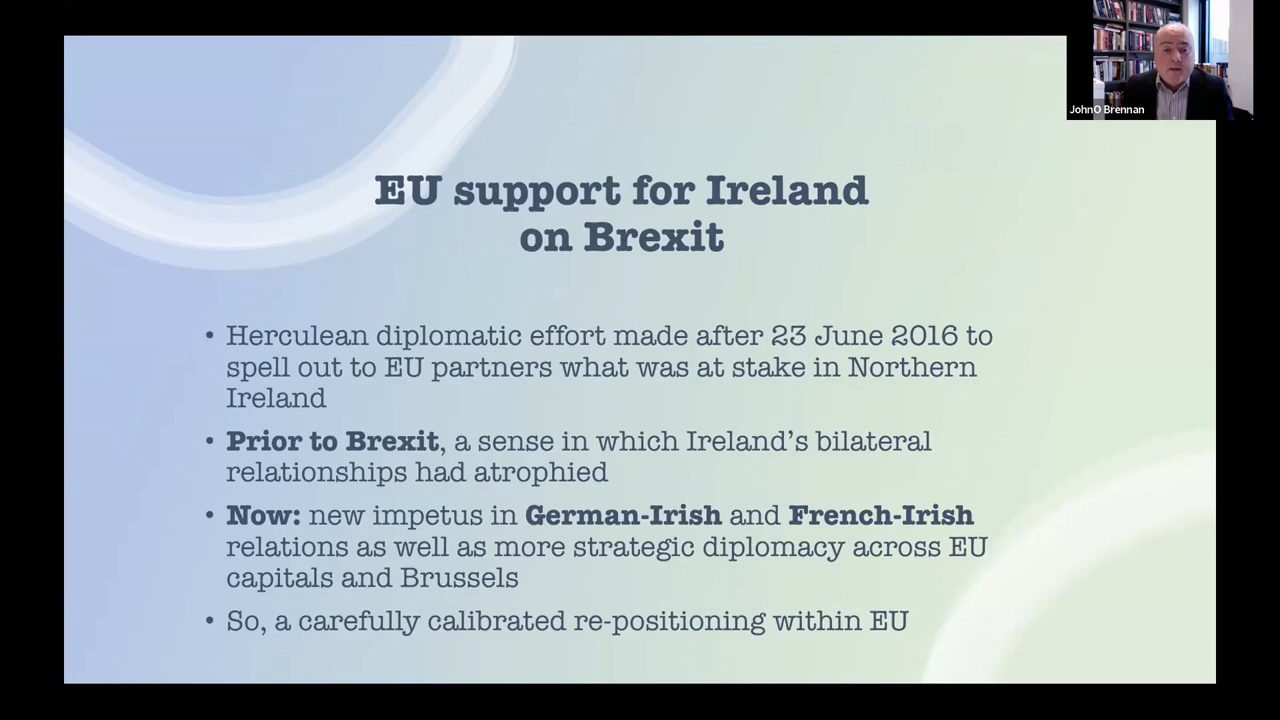 JohnO Brennan
EU support for Ireland
on Brexit
• Herculean diplomatic effort made after 23 June 2016 to
spell out to EU partners what was at stake in Northern
Ireland
• Prior to Brexit, a sense in which Ireland’s bilateral
relationships had atrophied
• Now: new impetus in German-Irish and French-Irish
relations as well as more strategic diplomacy across EU
capitals and Brussels
• So, a carefully calibrated re-positioning within EU